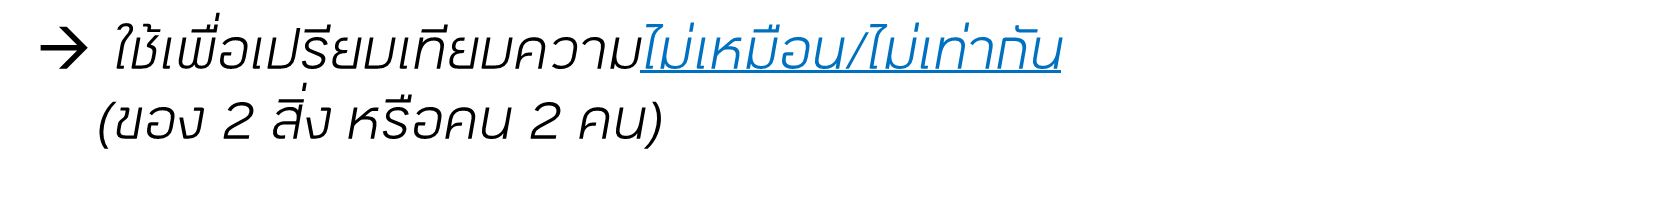 → ใช้เพื่อเปรียบเทียบความไม่เหมือน/ไม่เท่ากัน
(ของ 2 สิ่ง หรือคน 2 คน)